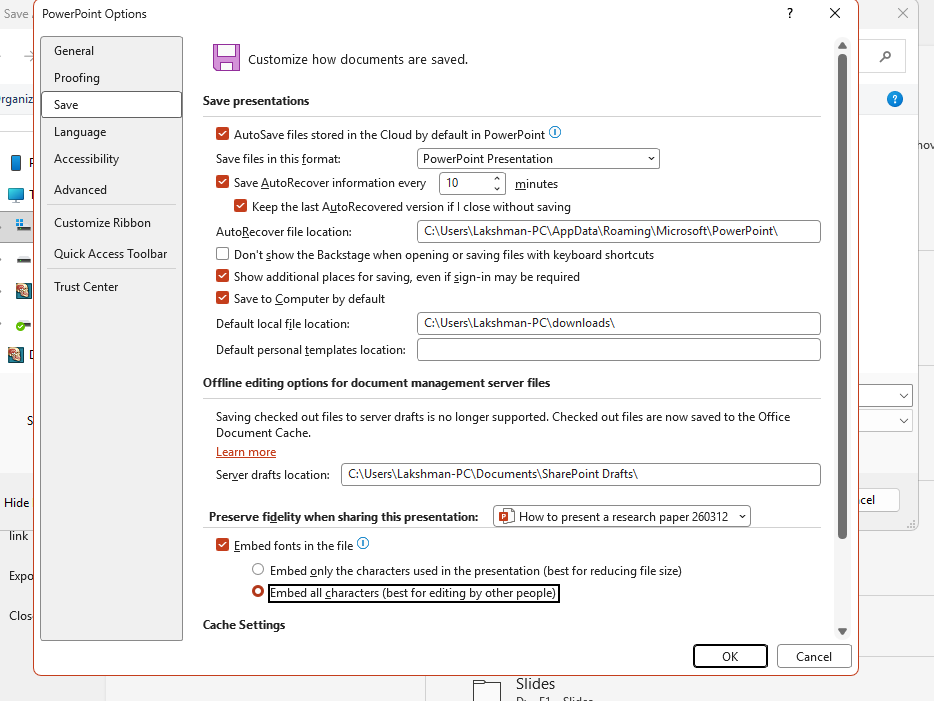 Save
PowerPoint Options
?
General
Proofing
Save
Language
Accessibility
Advanced
Customize Ribbon
Quick Access Toolbar
Trust Center
Customize how documents are saved.
Save presentations
AutoSave files stored in the Cloud by default in PowerPoint
Save files in this format: PowerPoint Presentation
Save AutoRecover information every 10 minutes
Keep the last AutoRecovered version if I close without saving
AutoRecover file location: C:\Users\Lakshman-PC\AppData\Roaming\Microsoft\PowerPoint\
Don't show the Backstage when opening or saving files with keyboard shortcuts
Show additional places for saving, even if sign-in may be required
Save to Computer by default
Default local file location: C:\Users\Lakshman-PC\downloads\
Default personal templates location:
Offline editing options for document management server files
Saving checked out files to server drafts is no longer supported. Checked out files are now saved to the Office
Document Cache.
Learn more
Server drafts location: C:\Users\Lakshman-PC\Documents\SharePoint Drafts\
Preserve fidelity when sharing this presentation: How to present a research paper 260312
Embed fonts in the file
Embed only the characters used in the presentation (best for reducing file size)
Embed all characters (best for editing by other people)
Cache Settings
OK Cancel
Hide
link
Slides